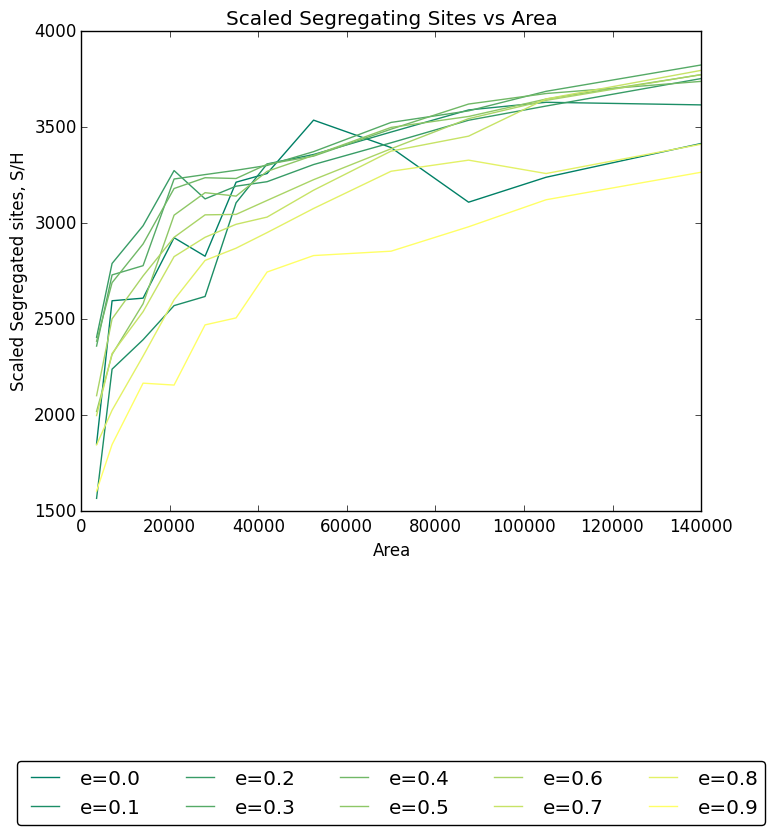 Scaled Segregating Sites vs Area
4000
3500
3000
2500
2000
1500
Scaled Segregated sites, S/H
0 20000 40000 60000 80000 100000 120000 140000
Area
e=0.0 e=0.2 e=0.4 e=0.6 e=0.8
e=0.1 e=0.3 e=0.5 e=0.7 e=0.9